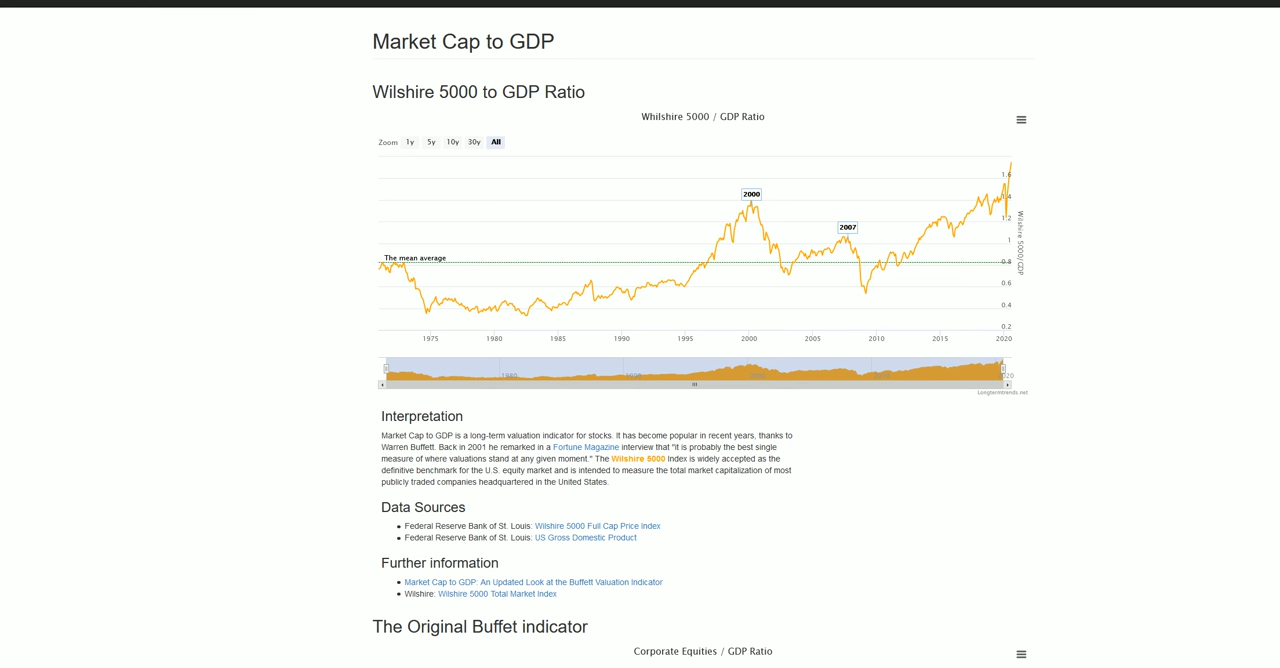 Market Cap to GDP
Wilshire 5000 to GDP Ratio
Whilshire 5000 / GDP Ratio
Zoom 1y 5y 10y 30y All
1.6
2000
1.4
1.2
2007
1
The mean average
0.8
0.6
0.4
0.2
Wilshire 5000/GDP
1975 1980 1985 1990 1995 2000 2005 2010 2015 2020
1980 1990 2000 2010 2020
Longtermtrends.net
Interpretation
Market Cap to GDP is a long-term valuation indicator for stocks. It has become popular in recent years, thanks to
Warren Buffett. Back in 2001 he remarked in a Fortune Magazine interview that "it is probably the best single
measure of where valuations stand at any given moment." The Wilshire 5000 Index is widely accepted as the
definitive benchmark for the U.S. equity market and is intended to measure the total market capitalization of most
publicly traded companies headquartered in the United States.
Data Sources
• Federal Reserve Bank of St. Louis: Wilshire 5000 Full Cap Price Index
• Federal Reserve Bank of St. Louis: US Gross Domestic Product
Further information
• Market Cap to GDP: An Updated Look at the Buffett Valuation Indicator
• Wilshire: Wilshire 5000 Total Market Index
The Original Buffet indicator
Corporate Equities / GDP Ratio